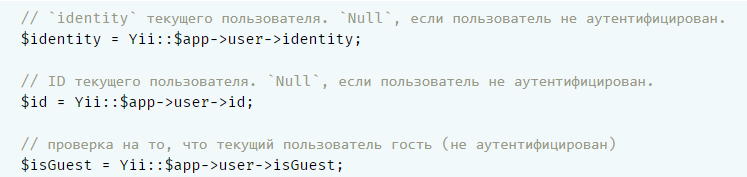 // `identity` текущего пользователя. `Null`, если пользователь не аутентифицирован.
$identity = Yii::$app->user->identity;
// ID текущего пользователя. `Null`, если пользователь не аутентифицирован.
$id = Yii::$app->user->id;
// проверка на то, что текущий пользователь гость (не аутентифицирован)
$isGuest = Yii::$app->user->isGuest;